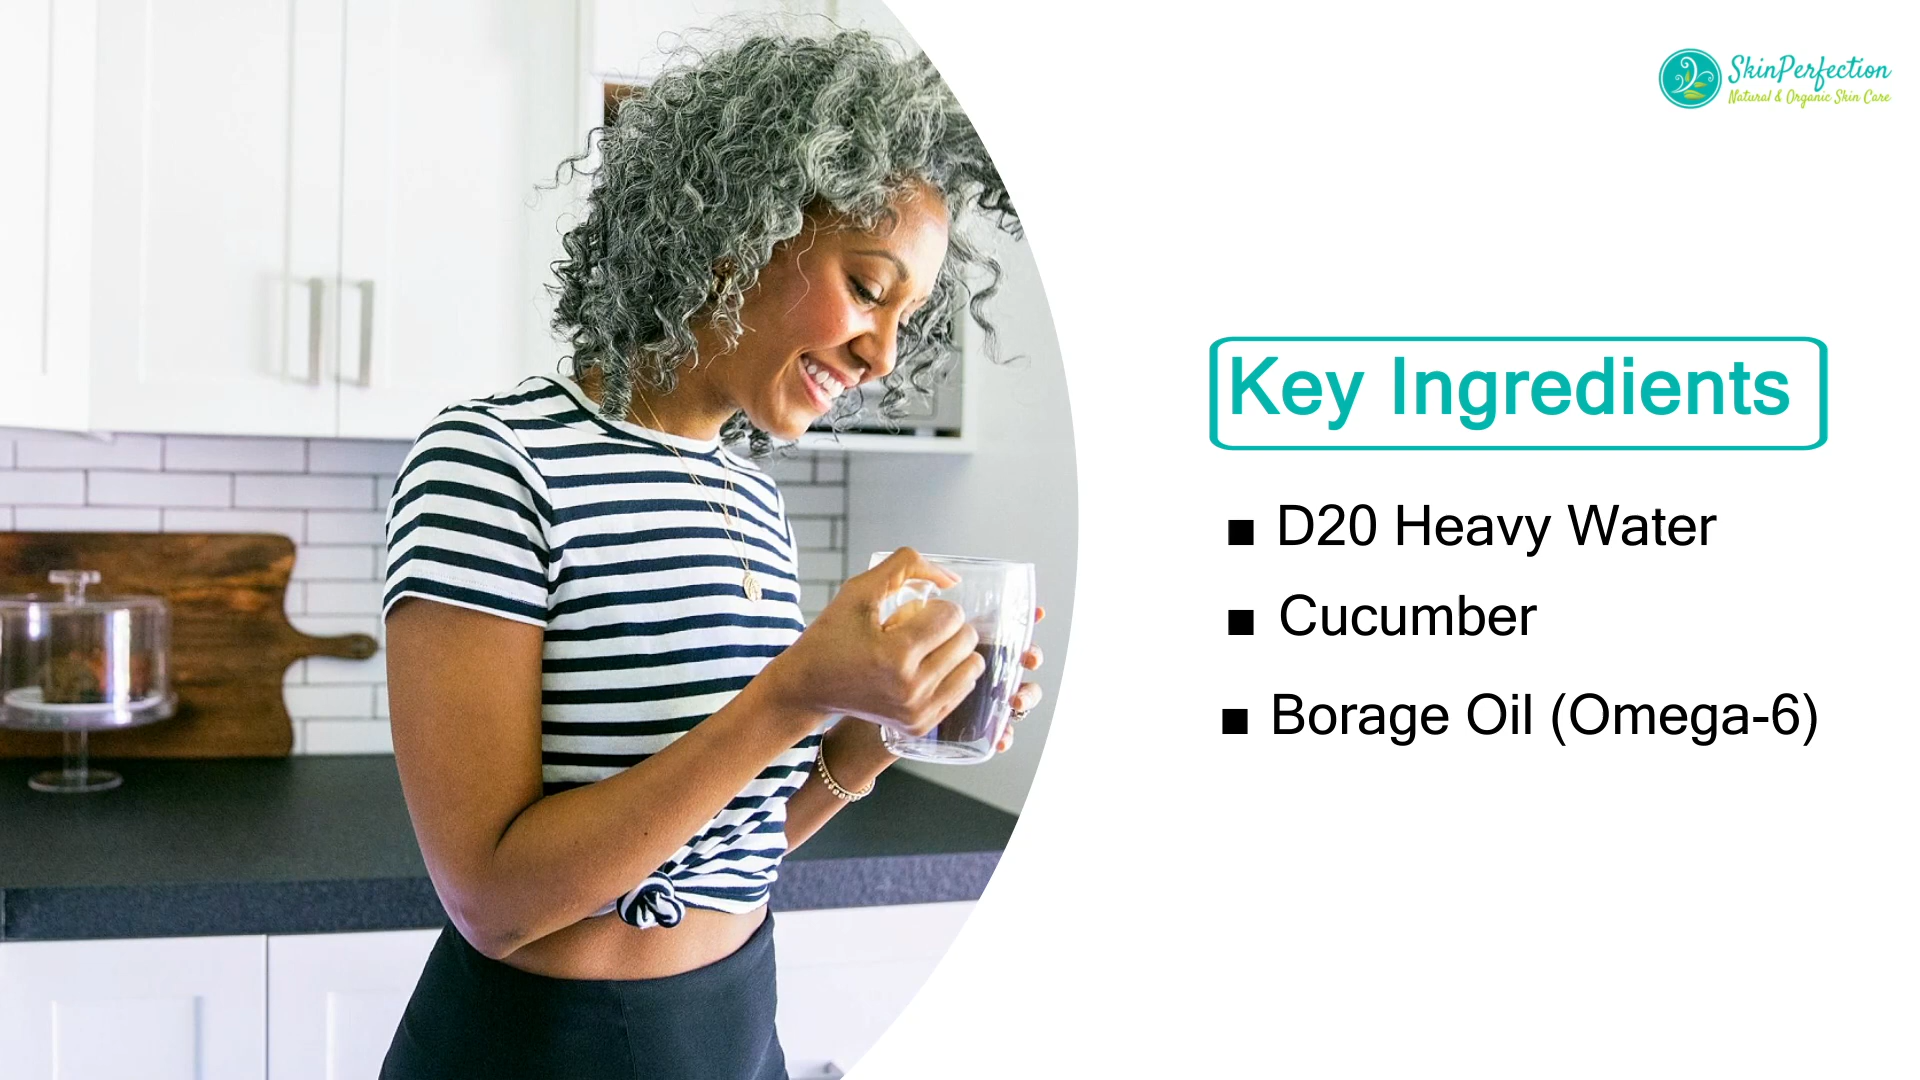 SkinPerfection
Natural & Organic Skin Care
Key Ingredients
■ D20 Heavy Water
■ Cucumber
■ Borage Oil (Omega-6)